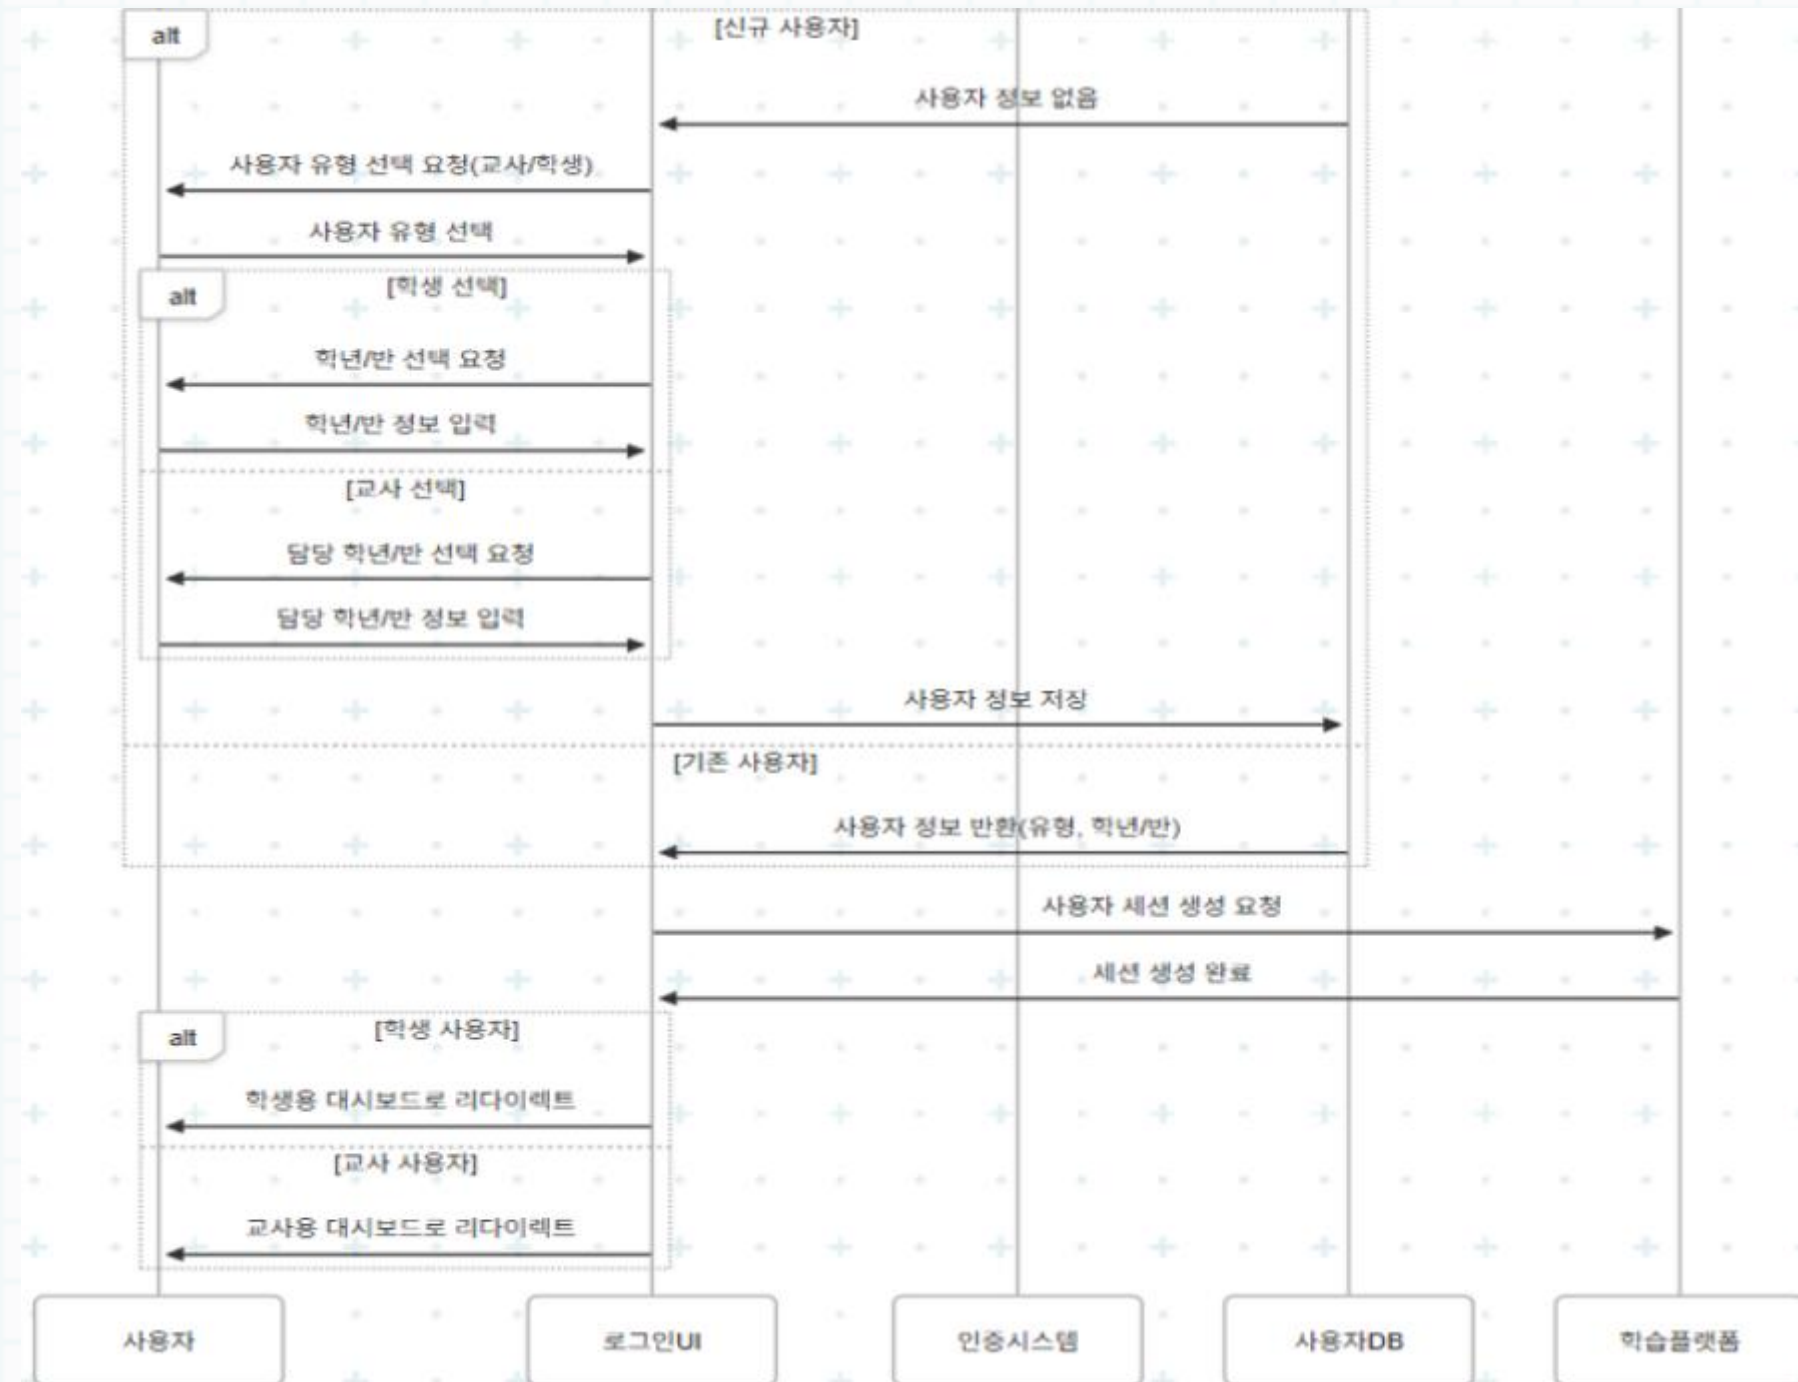 alt
[신규 사용자]
사용자 정보 없음
사용자 유형 선택 요청(교사/학생)
사용자 유형 선택
alt
[학생 선택]
학년/반 선택 요청
학년/반 정보 입력
[교사 선택]
담당 학년/반 선택 요청
담당 학년/반 정보 입력
사용자 정보 저장
[기존 사용자]
사용자 정보 반환(유형, 학년/반)
사용자 세션 생성 요청
세션 생성 완료
alt
[학생 사용자]
학생용 대시보드로 리다이렉트
[교사 사용자]
교사용 대시보드로 리다이렉트
사용자
로그인UI
인증시스템
사용자DB
학습플랫폼